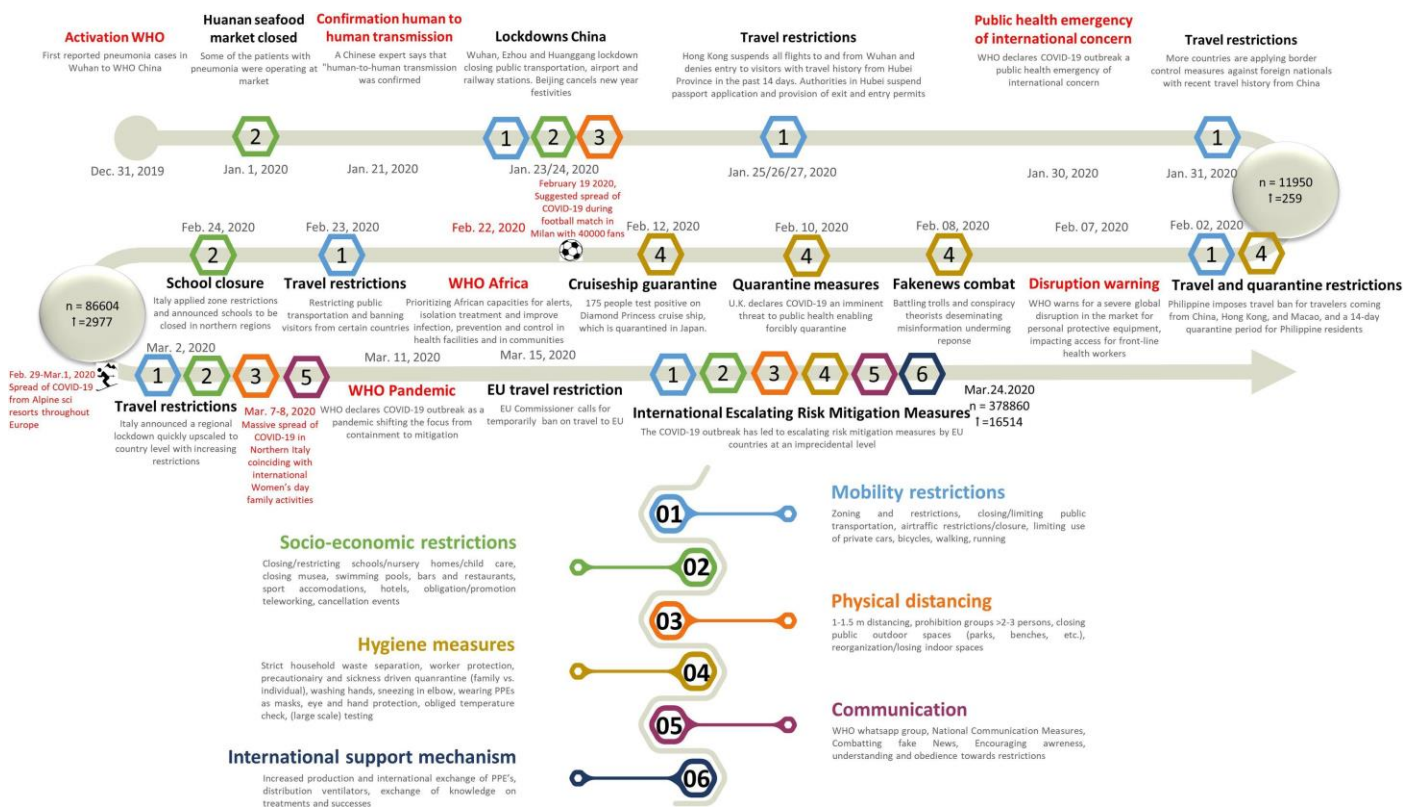 Activation WHO
First reported pneumonia cases in
Wuhan to WHO China
Huanan seafood
market closed
Some of the patients with
pneumonia were operating at
market
Confirmation human to
human transmission
A Chinese expert says that
"human-to-human transmission
was confirmed
Lockdowns China
Wuhan, Ezhou and Huanggang lockdown
closing public transportation, airport and
railway stations. Beijing cancels new year
festivities
Travel restrictions
Hong Kong suspends all flights to and from Wuhan and
denies entry to visitors with travel history from Hubei
Province in the past 14 days. Authorities in Hubei suspend
passport application and provision of exit and entry permits
Public health emergency
of international concern
WHO declares COVID-19 outbreak a
public health emergency of
international concern
Travel restrictions
More countries are applying border
control measures against foreign nationals
with recent travel history from China
2
1
2
3
1
1
Dec. 31, 2019
Jan. 1, 2020
Jan. 21, 2020
Jan. 23/24, 2020
Jan. 25/26/27, 2020
Jan. 30, 2020
Jan. 31, 2020
n = 11950
†=259
February 19 2020,
Suggested spread of
COVID-19 during
football match in
Milan with 40000 fans
Feb. 24, 2020
Feb. 23, 2020
Feb. 22, 2020
Feb. 12, 2020
Feb. 10, 2020
Feb. 08, 2020
Feb. 07, 2020
Feb. 02, 2020
2
1
4
4
4
1
4
School closure
Italy applied zone restrictions
and announced schools to be
closed in northern regions
Travel restrictions
Restricting public
transportation and banning
visitors from certain countries
WHO Africa
Prioritizing African capacities for alerts,
isolation treatment and improve
infection, prevention and control in
health facilities and in communities
Cruiseship guarantine
175 people test positive on
Diamond Princess cruise ship,
which is quarantined in Japan.
Quarantine measures
U.K. declares COVID-19 an imminent
threat to public health enabling
forcibly quarantine
Fakenews combat
Battling trolls and conspiracy
theorists deseminating
misinformation underming
reponse
Disruption warning
WHO warns for a severe global
disruption in the market for
personal protective equipment,
impacting access for front-line
health workers
Travel and quarantine restrictions
Philippine imposes travel ban for travelers coming
from China, Hong Kong, and Macao, and a 14-day
quarantine period for Philippine residents
n = 86604
†=2977
Feb. 29-Mar.1, 2020
Spread of COVID-19
from Alpine sci
resorts throughout
Europe
Mar. 2, 2020
Mar. 11, 2020
Mar. 15, 2020
1
2
3
5
1
2
3
4
5
6
Travel restrictions
Italy announced a regional
lockdown quickly upscaled to
country level with increasing
restrictions
Mar. 7-8, 2020
Massive spread of
COVID-19 in
Northern Italy
coinciding with
international
Women's day
family activities
WHO Pandemic
WHO declares COVID-19 outbreak as a
pandemic shifting the focus from
containment to mitigation
EU travel restriction
EU Commissioner calls for
temporarily ban on travel to EU
International Escalating Risk Mitigation Measures
The COVID-19 outbreak has led to escalating risk mitigation measures by EU
countries at an imprecidental level
Mar.24.2020
n = 378860
†=16514
01
Mobility restrictions
Zoning and restrictions, closing/limiting public
transportation, airtraffic restrictions/closure, limiting use
of private cars, bicycles, walking, running
Socio-economic restrictions
Closing/restricting schools/nursery homes/child care,
closing musea, swimming pools, bars and restaurants,
sport accomodations, hotels, obligation/promotion
teleworking, cancellation events
02
03
Physical distancing
1-1.5 m distancing, prohibition groups >2-3 persons, closing
public outdoor spaces (parks, benches, etc.),
reorganization/losing indoor spaces
Hygiene measures
Strict household waste separation, worker protection,
precautionairy and sickness driven quanrantine (family vs.
individual), washing hands, sneezing in elbow, wearing PPEs
as masks, eye and hand protection, obliged temperature
check, (large scale) testing
04
05
Communication
WHO whatsapp group, National Communication Measures,
Combatting fake News, Encouraging awreness,
understanding and obedience towards restrictions
International support mechanism
Increased production and international exchange of PPE's,
distribution ventilators, exchange of knowledge on
treatments and successes
06